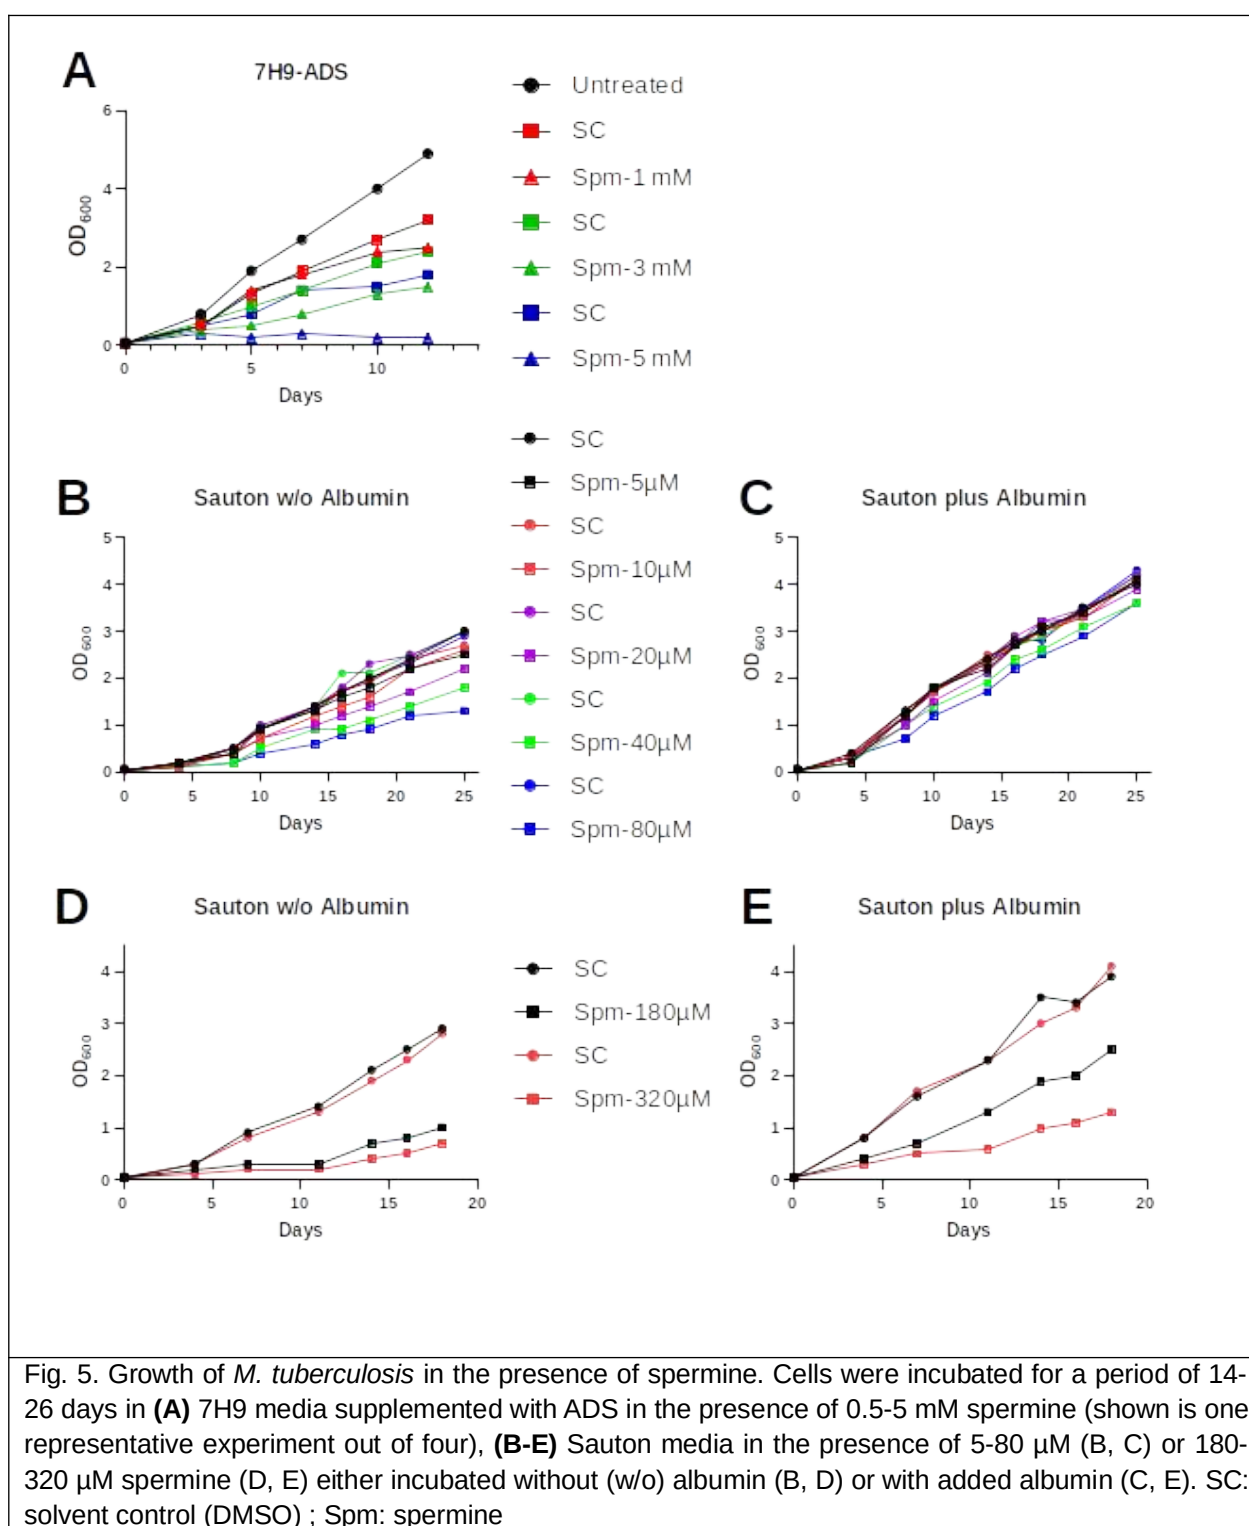 A
7H9-ADS
6
4
2
0
OD600
0 5 10
Days
Untreated
SC
Spm-1 mM
SC
Spm-3 mM
SC
Spm-5 mM
B
Sauton w/o Albumin
5
4
3
2
1
0
OD600
0 5 10 15 20 25
Days
SC
Spm-5µM
SC
Spm-10µM
SC
Spm-20µM
SC
Spm-40µM
SC
Spm-80µM
C
Sauton plus Albumin
5
4
3
2
1
0
OD600
0 5 10 15 20 25
Days
D
Sauton w/o Albumin
4
3
2
1
0
OD600
0 5 10 15 20
Days
SC
Spm-180µM
SC
Spm-320µM
E
Sauton plus Albumin
4
3
2
1
0
OD600
0 5 10 15 20
Days
Fig. 5. Growth of M. tuberculosis in the presence of spermine. Cells were incubated for a period of 14-
26 days in (A) 7H9 media supplemented with ADS in the presence of 0.5-5 mM spermine (shown is one
representative experiment out of four), (B-E) Sauton media in the presence of 5-80 µM (B, C) or 180-
320 µM spermine (D, E) either incubated without (w/o) albumin (B, D) or with added albumin (C, E). SC:
solvent control (DMSO) ; Spm: spermine